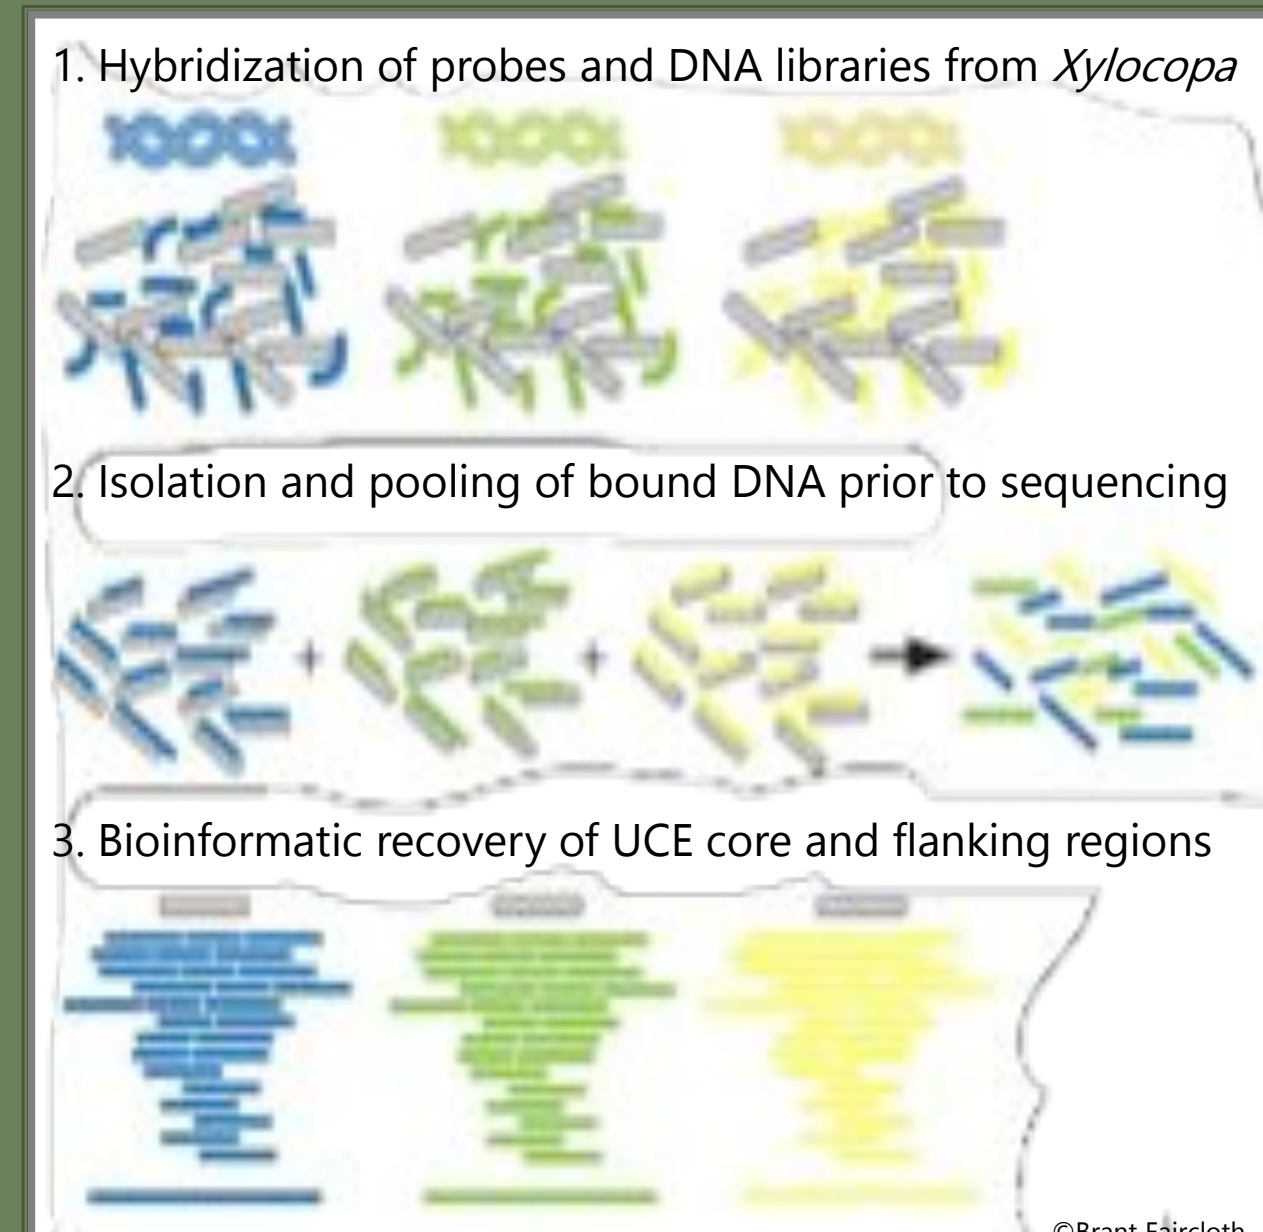 1. Hybridization of probes and DNA libraries from Xylocopa
2. Isolation and pooling of bound DNA prior to sequencing
+ +
3. Bioinformatic recovery of UCE core and flanking regions
©Brant Faircloth